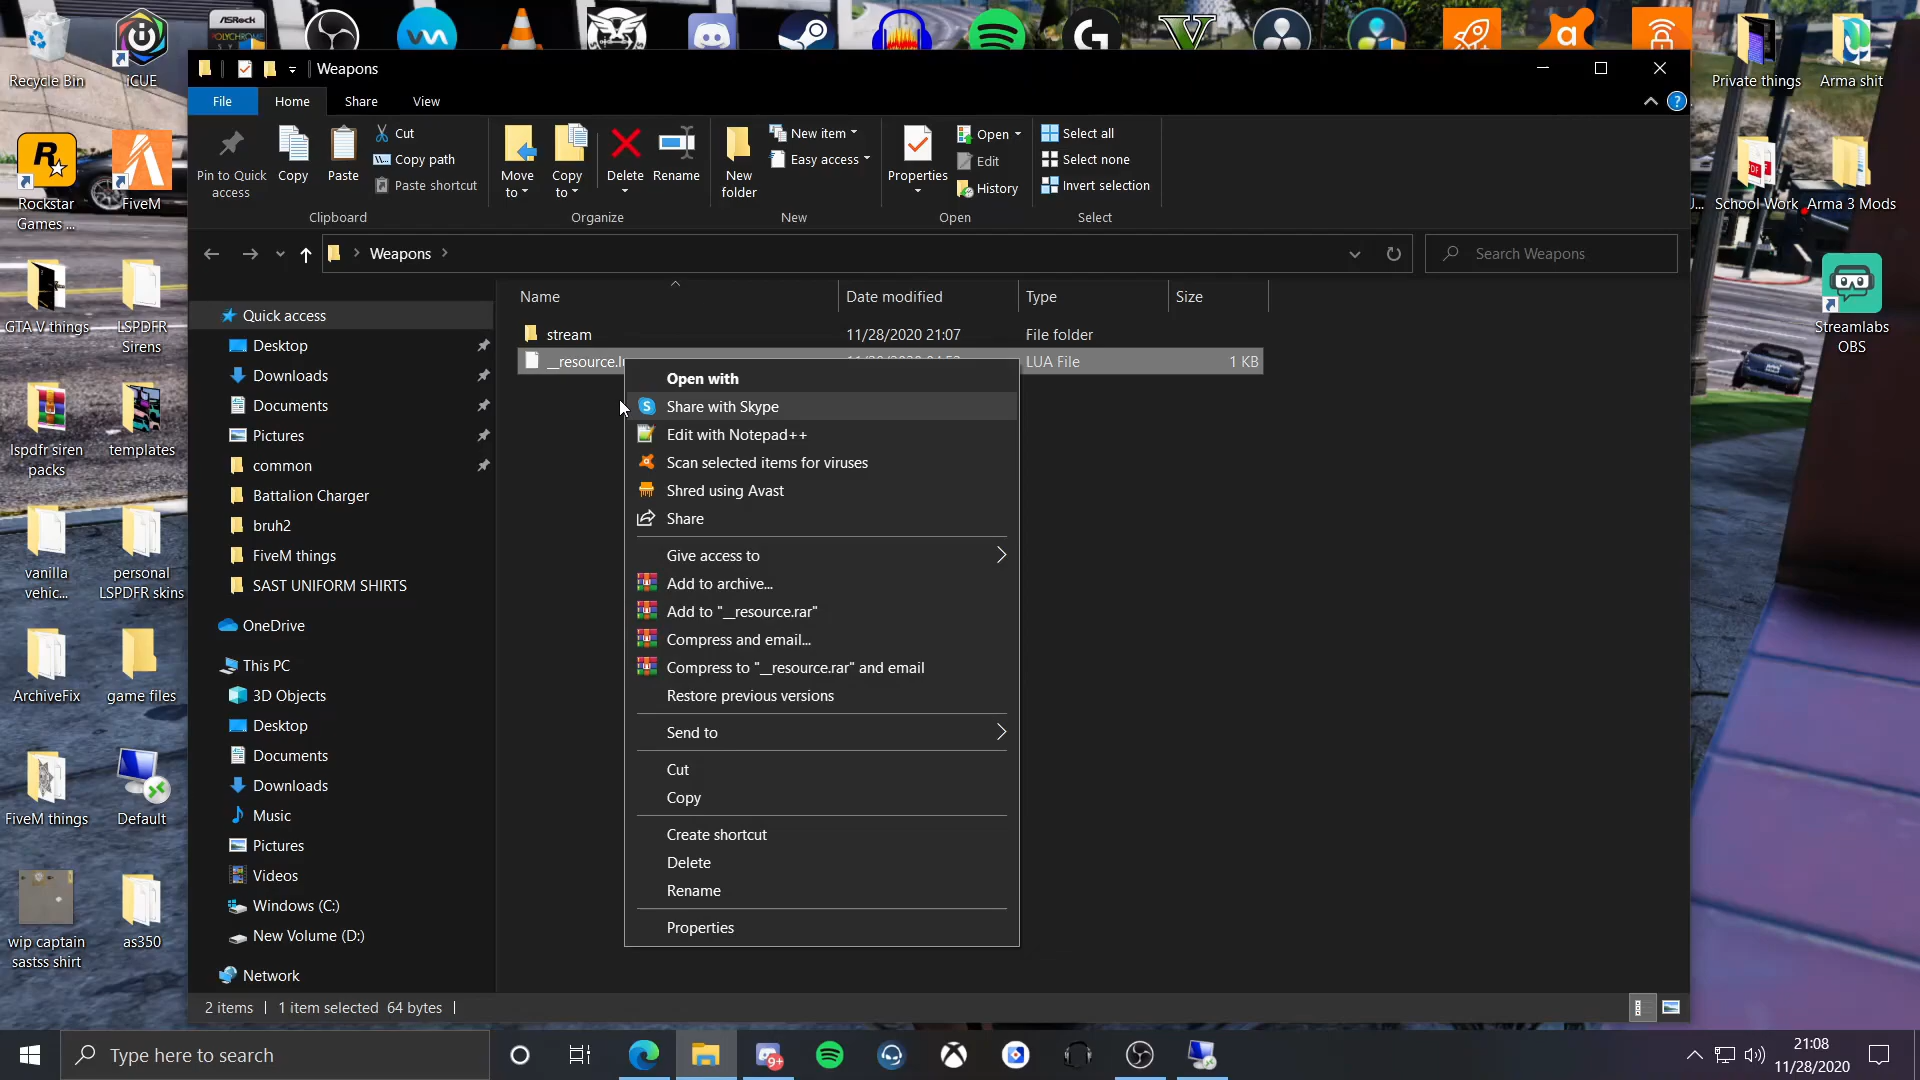 Recycle Bin
iCUE
ASRock
POLYCHROME
Private things
Arma shit
Weapons
File
Home
Share
View
Pin to Quick
access
Copy
Paste
Cut
Copy path
Paste shortcut
Clipboard
Move
to
Copy
to
Delete
Rename
Organize
New
folder
New item
Easy access
New
Properties
Open
Edit
History
Open
Select all
Select none
Invert selection
Select
Rockstar
Games ...
FiveM
School Work
Arma 3 Mods
Weapons
Search Weapons
Name
Date modified
Type
Size
stream
11/28/2020 21:07
File folder
LUA File
1 KB
GTA V things
LSPDFR
Sirens
Streamlabs
OBS
Quick access
Desktop
Downloads
Documents
Pictures
common
Battalion Charger
bruh2
FiveM things
SAST UNIFORM SHIRTS
OneDrive
This PC
3D Objects
Desktop
Documents
Downloads
Music
Pictures
Videos
Windows (C:)
New Volume (D:)
Network
Open with
Share with Skype
Edit with Notepad++
Scan selected items for viruses
Shred using Avast
Share
Give access to
Add to archive...
Add to "__resource.rar"
Compress and email...
Compress to "__resource.rar" and email
Restore previous versions
Send to
Cut
Copy
Create shortcut
Delete
Rename
Properties
lspdfr siren
packs
templates
vanilla
vehic...
personal
LSPDFR skins
ArchiveFix
game files
FiveM things
Default
wip captain
sastss shirt
as350
2 items
1 item selected 64 bytes
Type here to search
9+
21:08
11/28/2020